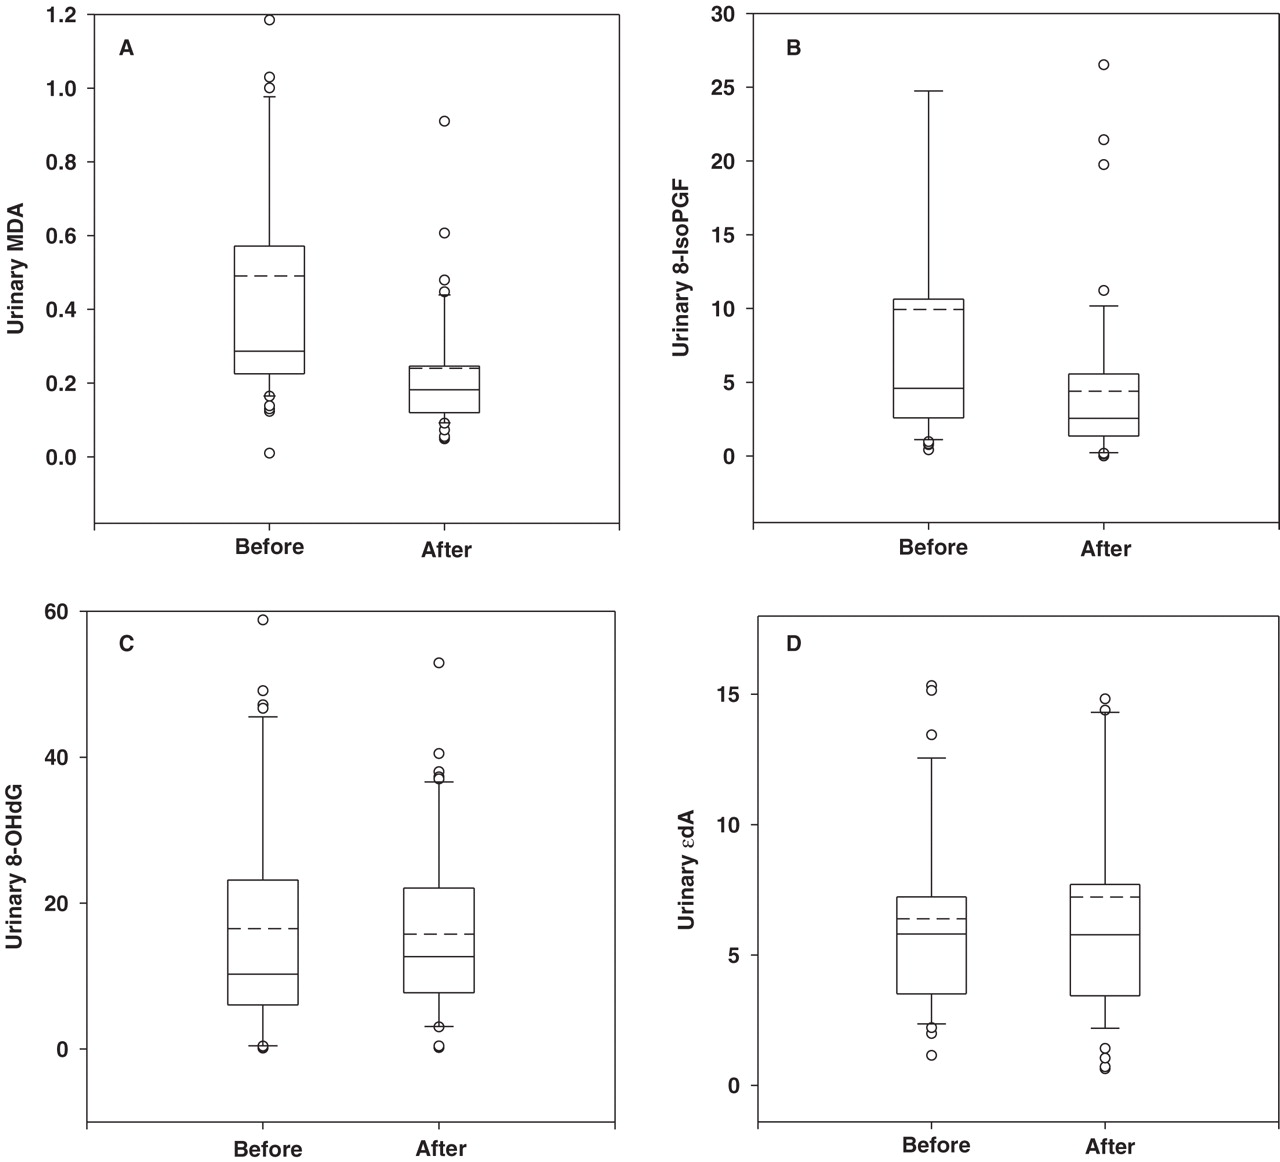 A
1.2
1.0
0.8
0.6
0.4
0.2
0.0
Urinary MDA
Before
After
B
30
25
20
15
10
5
0
Urinary 8-IsoPGF
Before
After
C
60
40
20
0
Urinary 8-OHdG
Before
After
D
15
10
5
0
Urinary εdA
Before
After